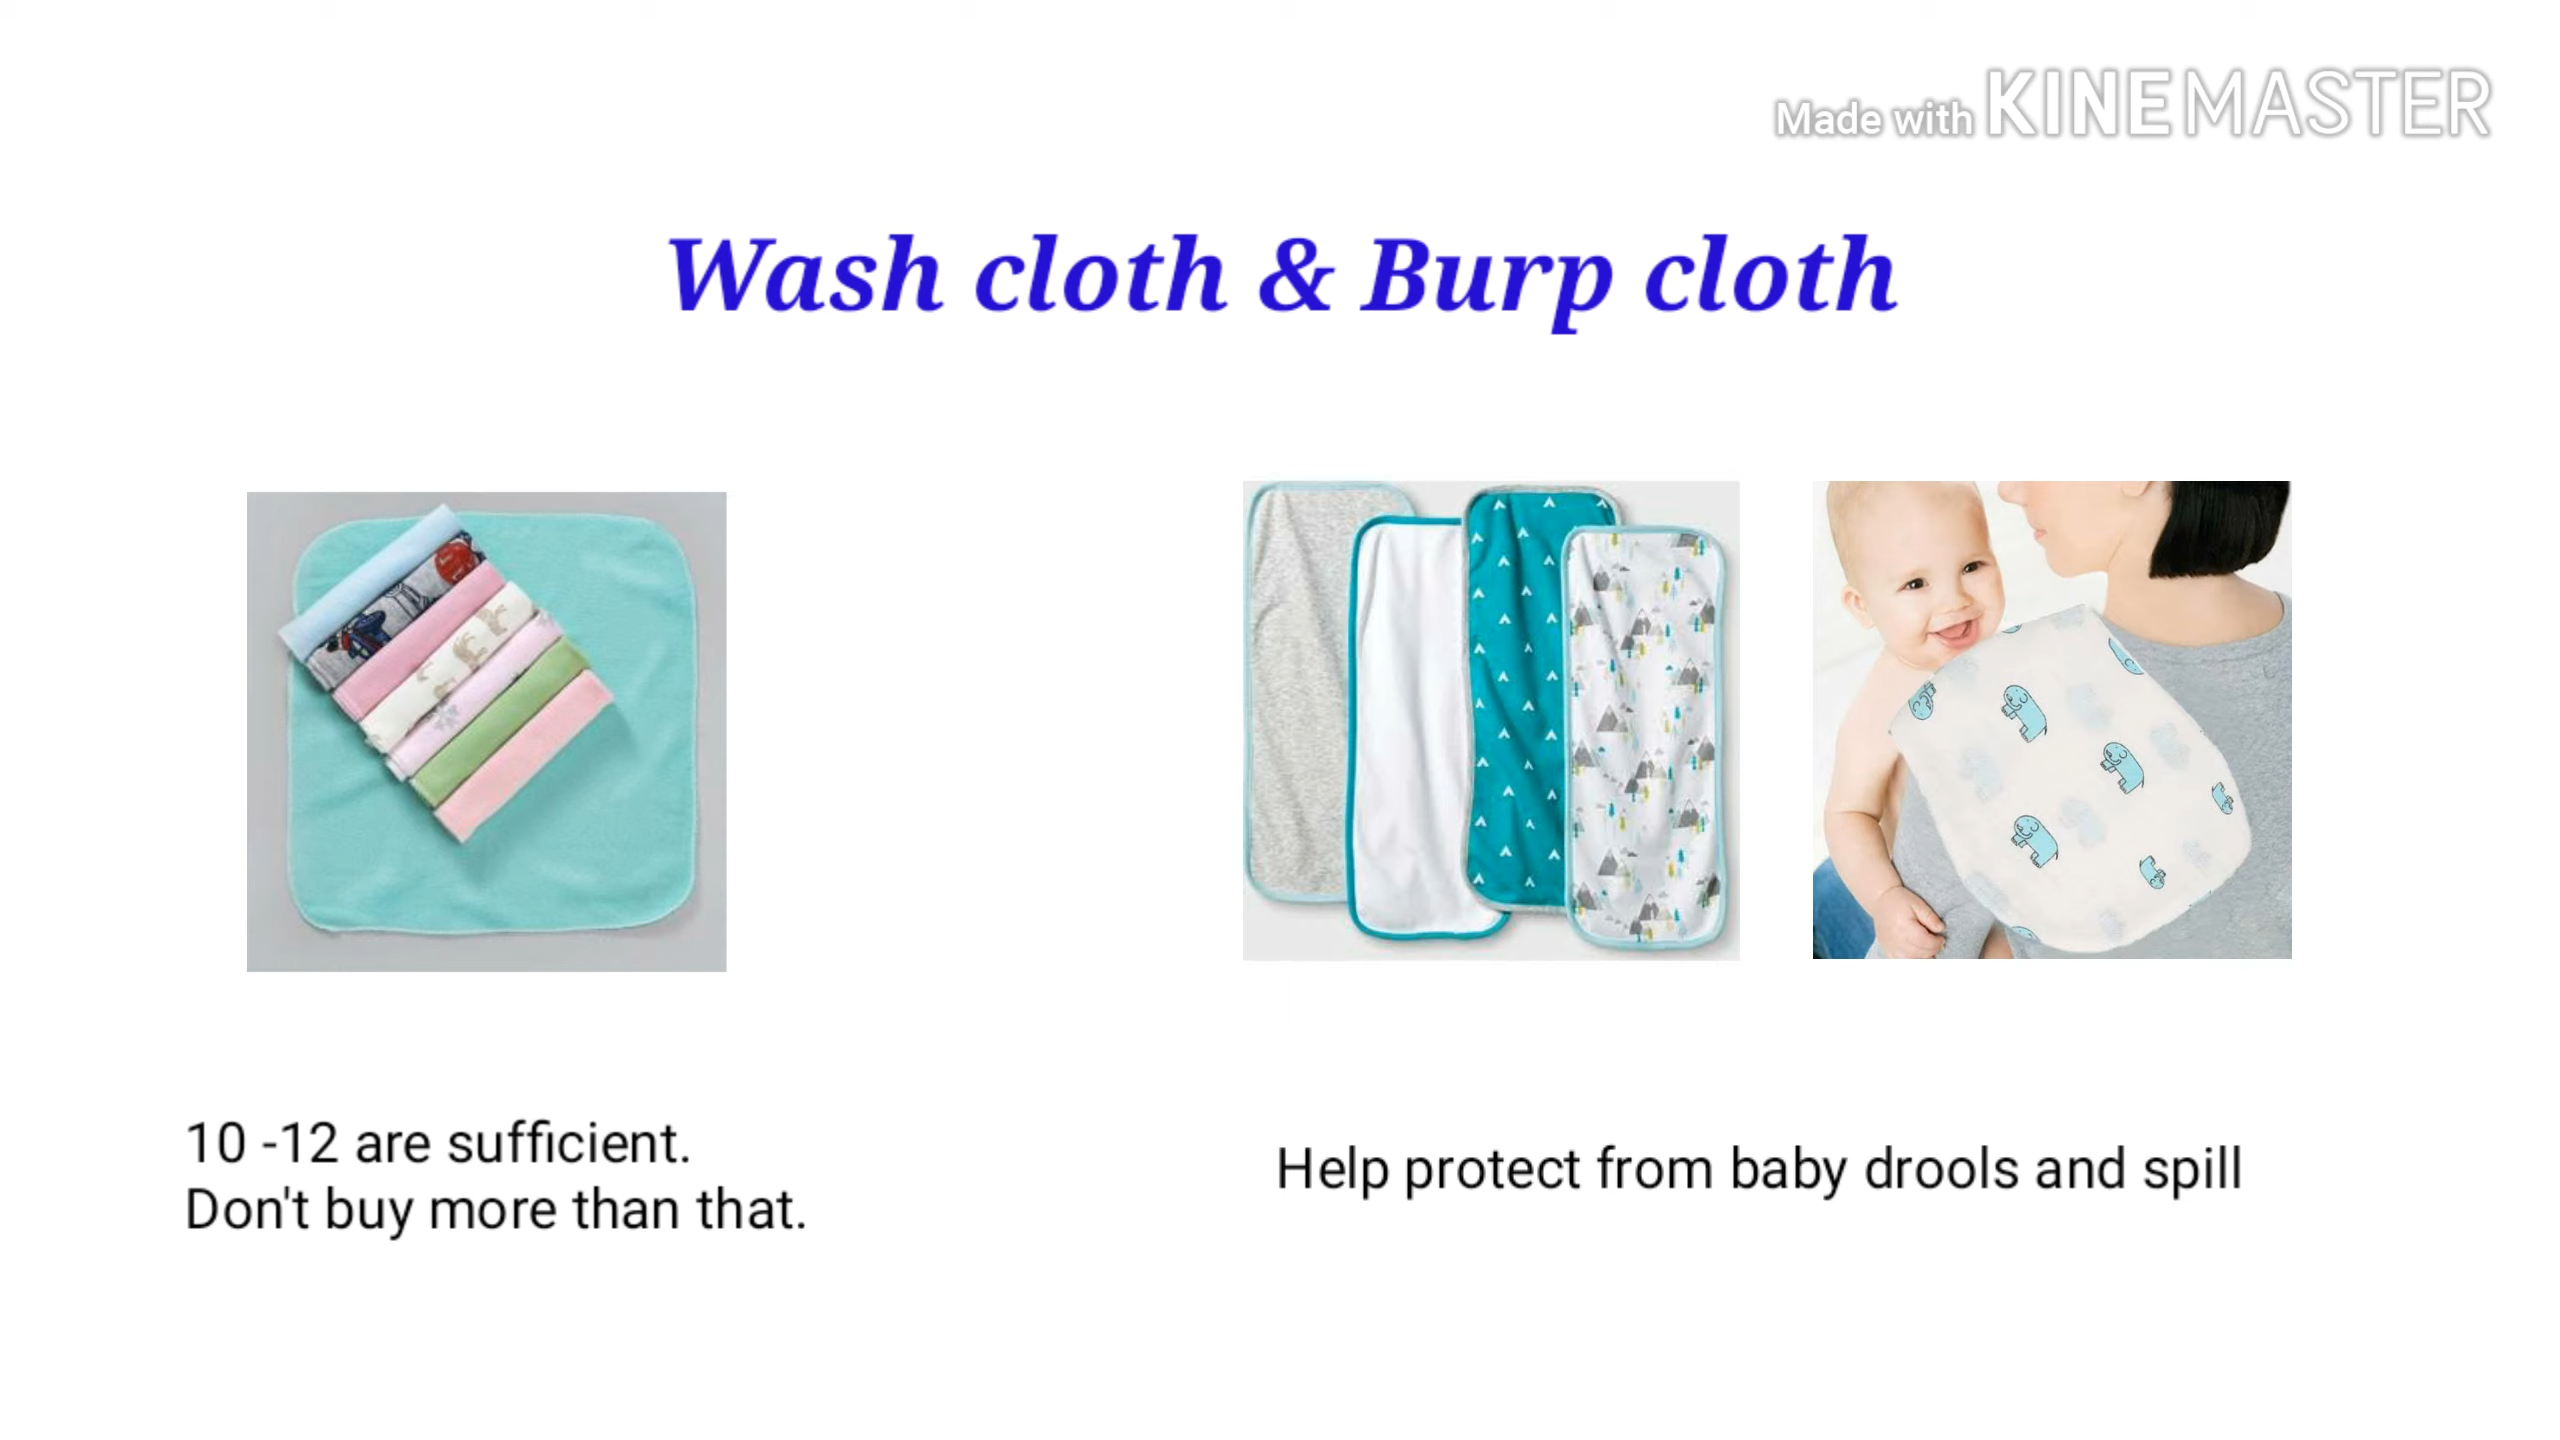 Made with KINEMASTER
Wash cloth & Burp cloth
10 -12 are sufficient.
Don't buy more than that.
Help protect from baby drools and spill